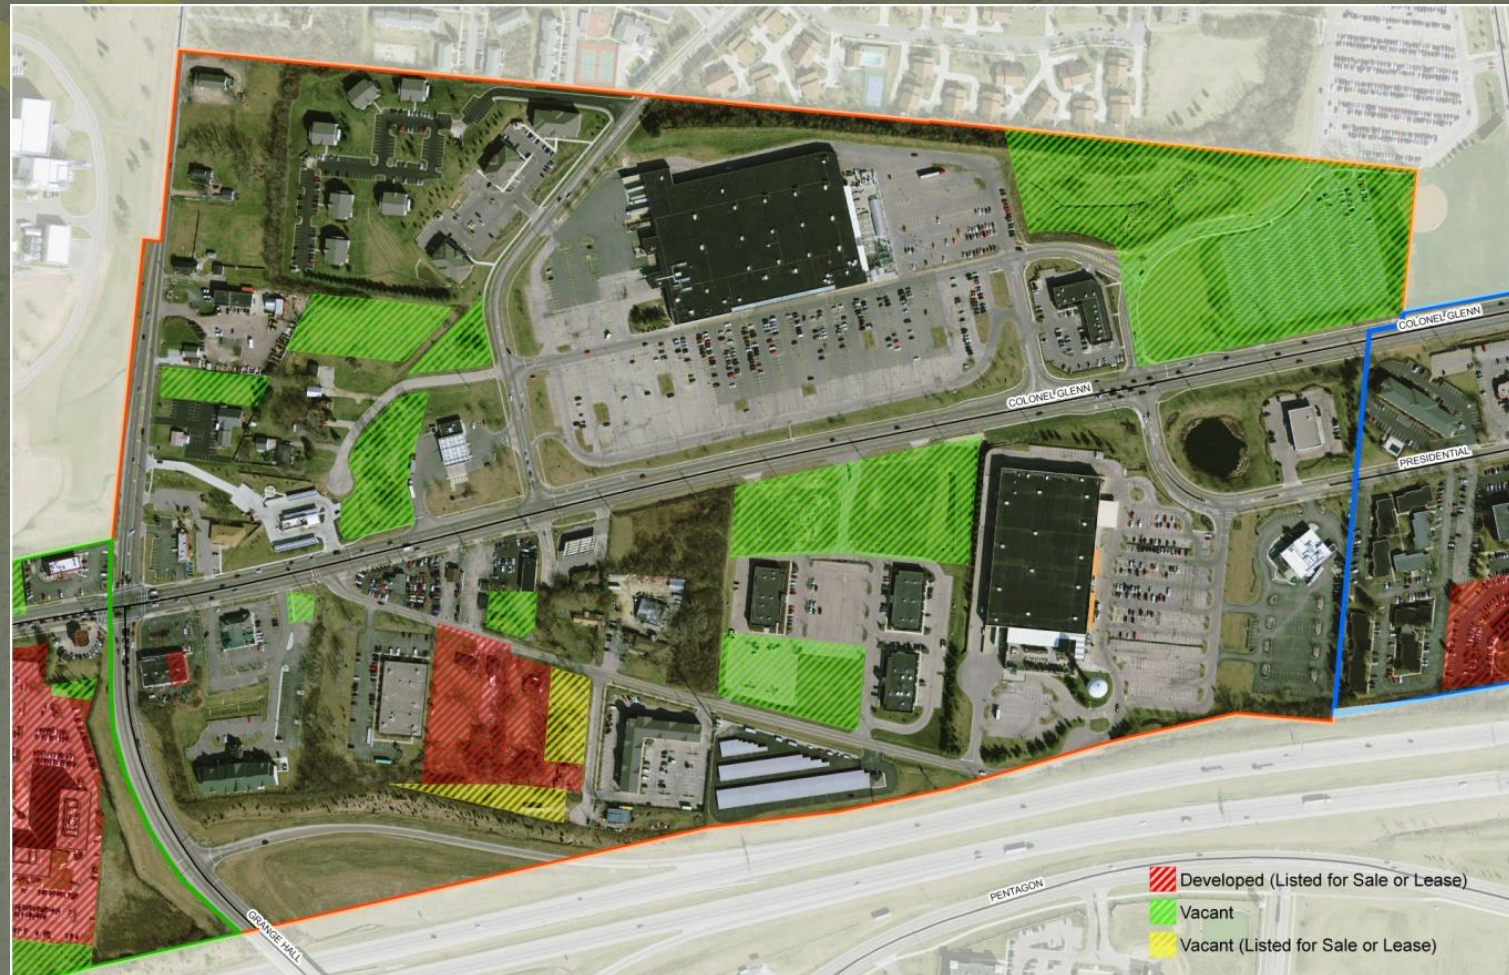 COLONEL GLENN
COLONEL GLENN
PRESIDENTIAL
PENTAGON
GRANGE HALL
Developed (Listed for Sale or Lease)
Vacant
Vacant (Listed for Sale or Lease)